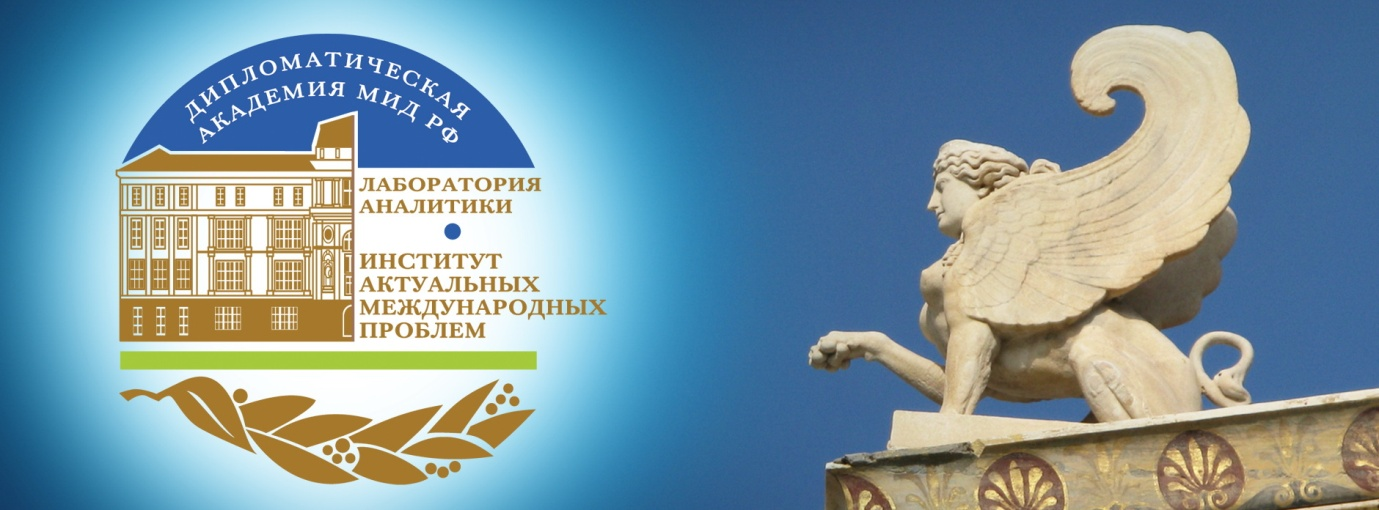 ДИПЛОМАТИЧЕСКАЯ
АКАДЕМИЯ МИД РФ
ЛАБОРАТОРИЯ
АНАЛИТИКИ
•
ИНСТИТУТ
АКТУАЛЬНЫХ
МЕЖДУНАРОДНЫХ
ПРОБЛЕМ